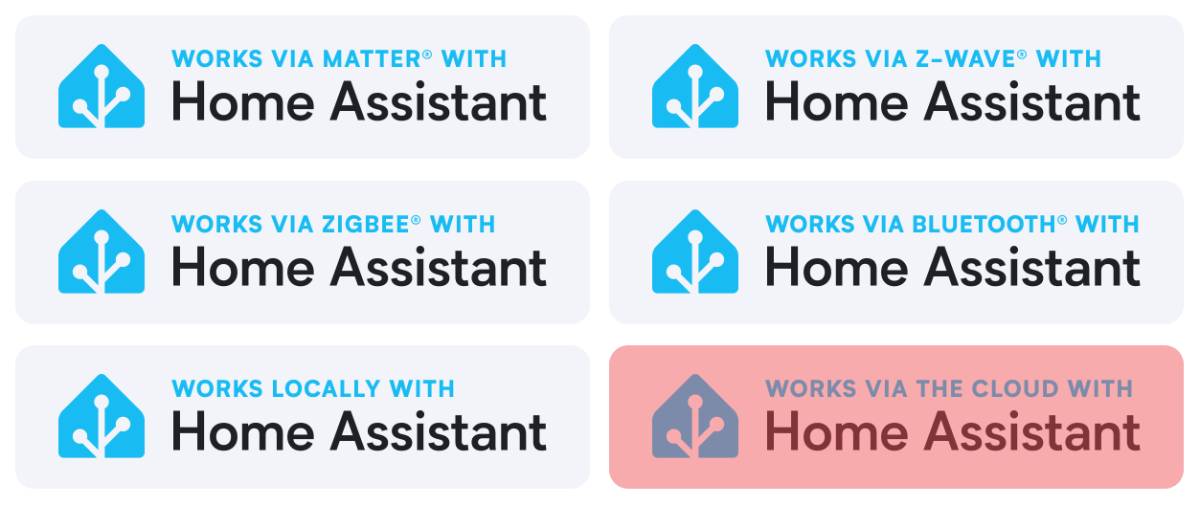 WORKS VIA MATTER® WITH
Home Assistant
WORKS VIA Z-WAVE® WITH
Home Assistant
WORKS VIA ZIGBEE® WITH
Home Assistant
WORKS VIA BLUETOOTH® WITH
Home Assistant
WORKS LOCALLY WITH
Home Assistant
WORKS VIA THE CLOUD WITH
Home Assistant